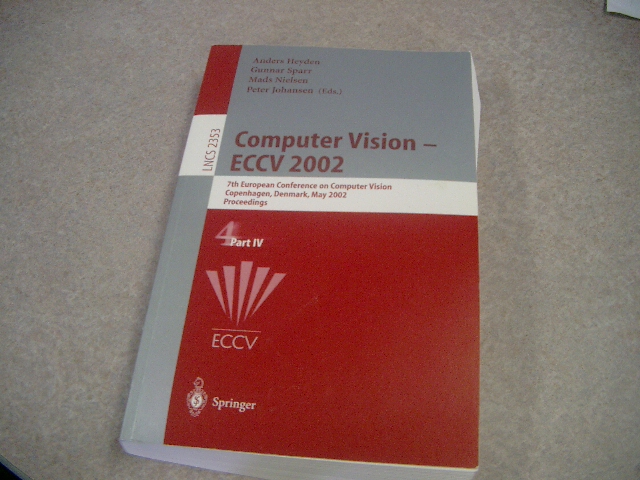 Anders Heyden
Gunnar Sparr
Mads Nielsen
Peter Johansen (Eds.)
LNCS 2353
Computer Vision –
ECCV 2002
7th European Conference on Computer Vision
Copenhagen, Denmark, May 2002
Proceedings
4 Part IV
ECCV
Springer